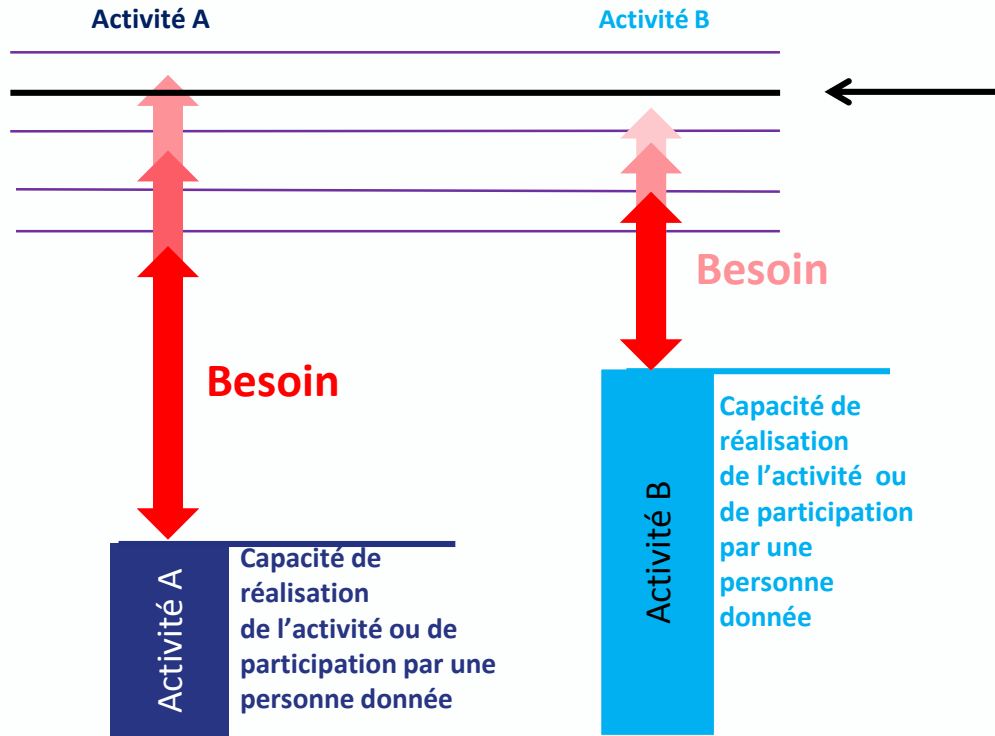 Activité A
Activité B
Besoin
Besoin
Capacité de
réalisation
de l’activité ou
de participation
par une
personne
donnée
Activité B
Capacité de
réalisation
de l’activité ou de
participation par une
personne donnée
Activité A